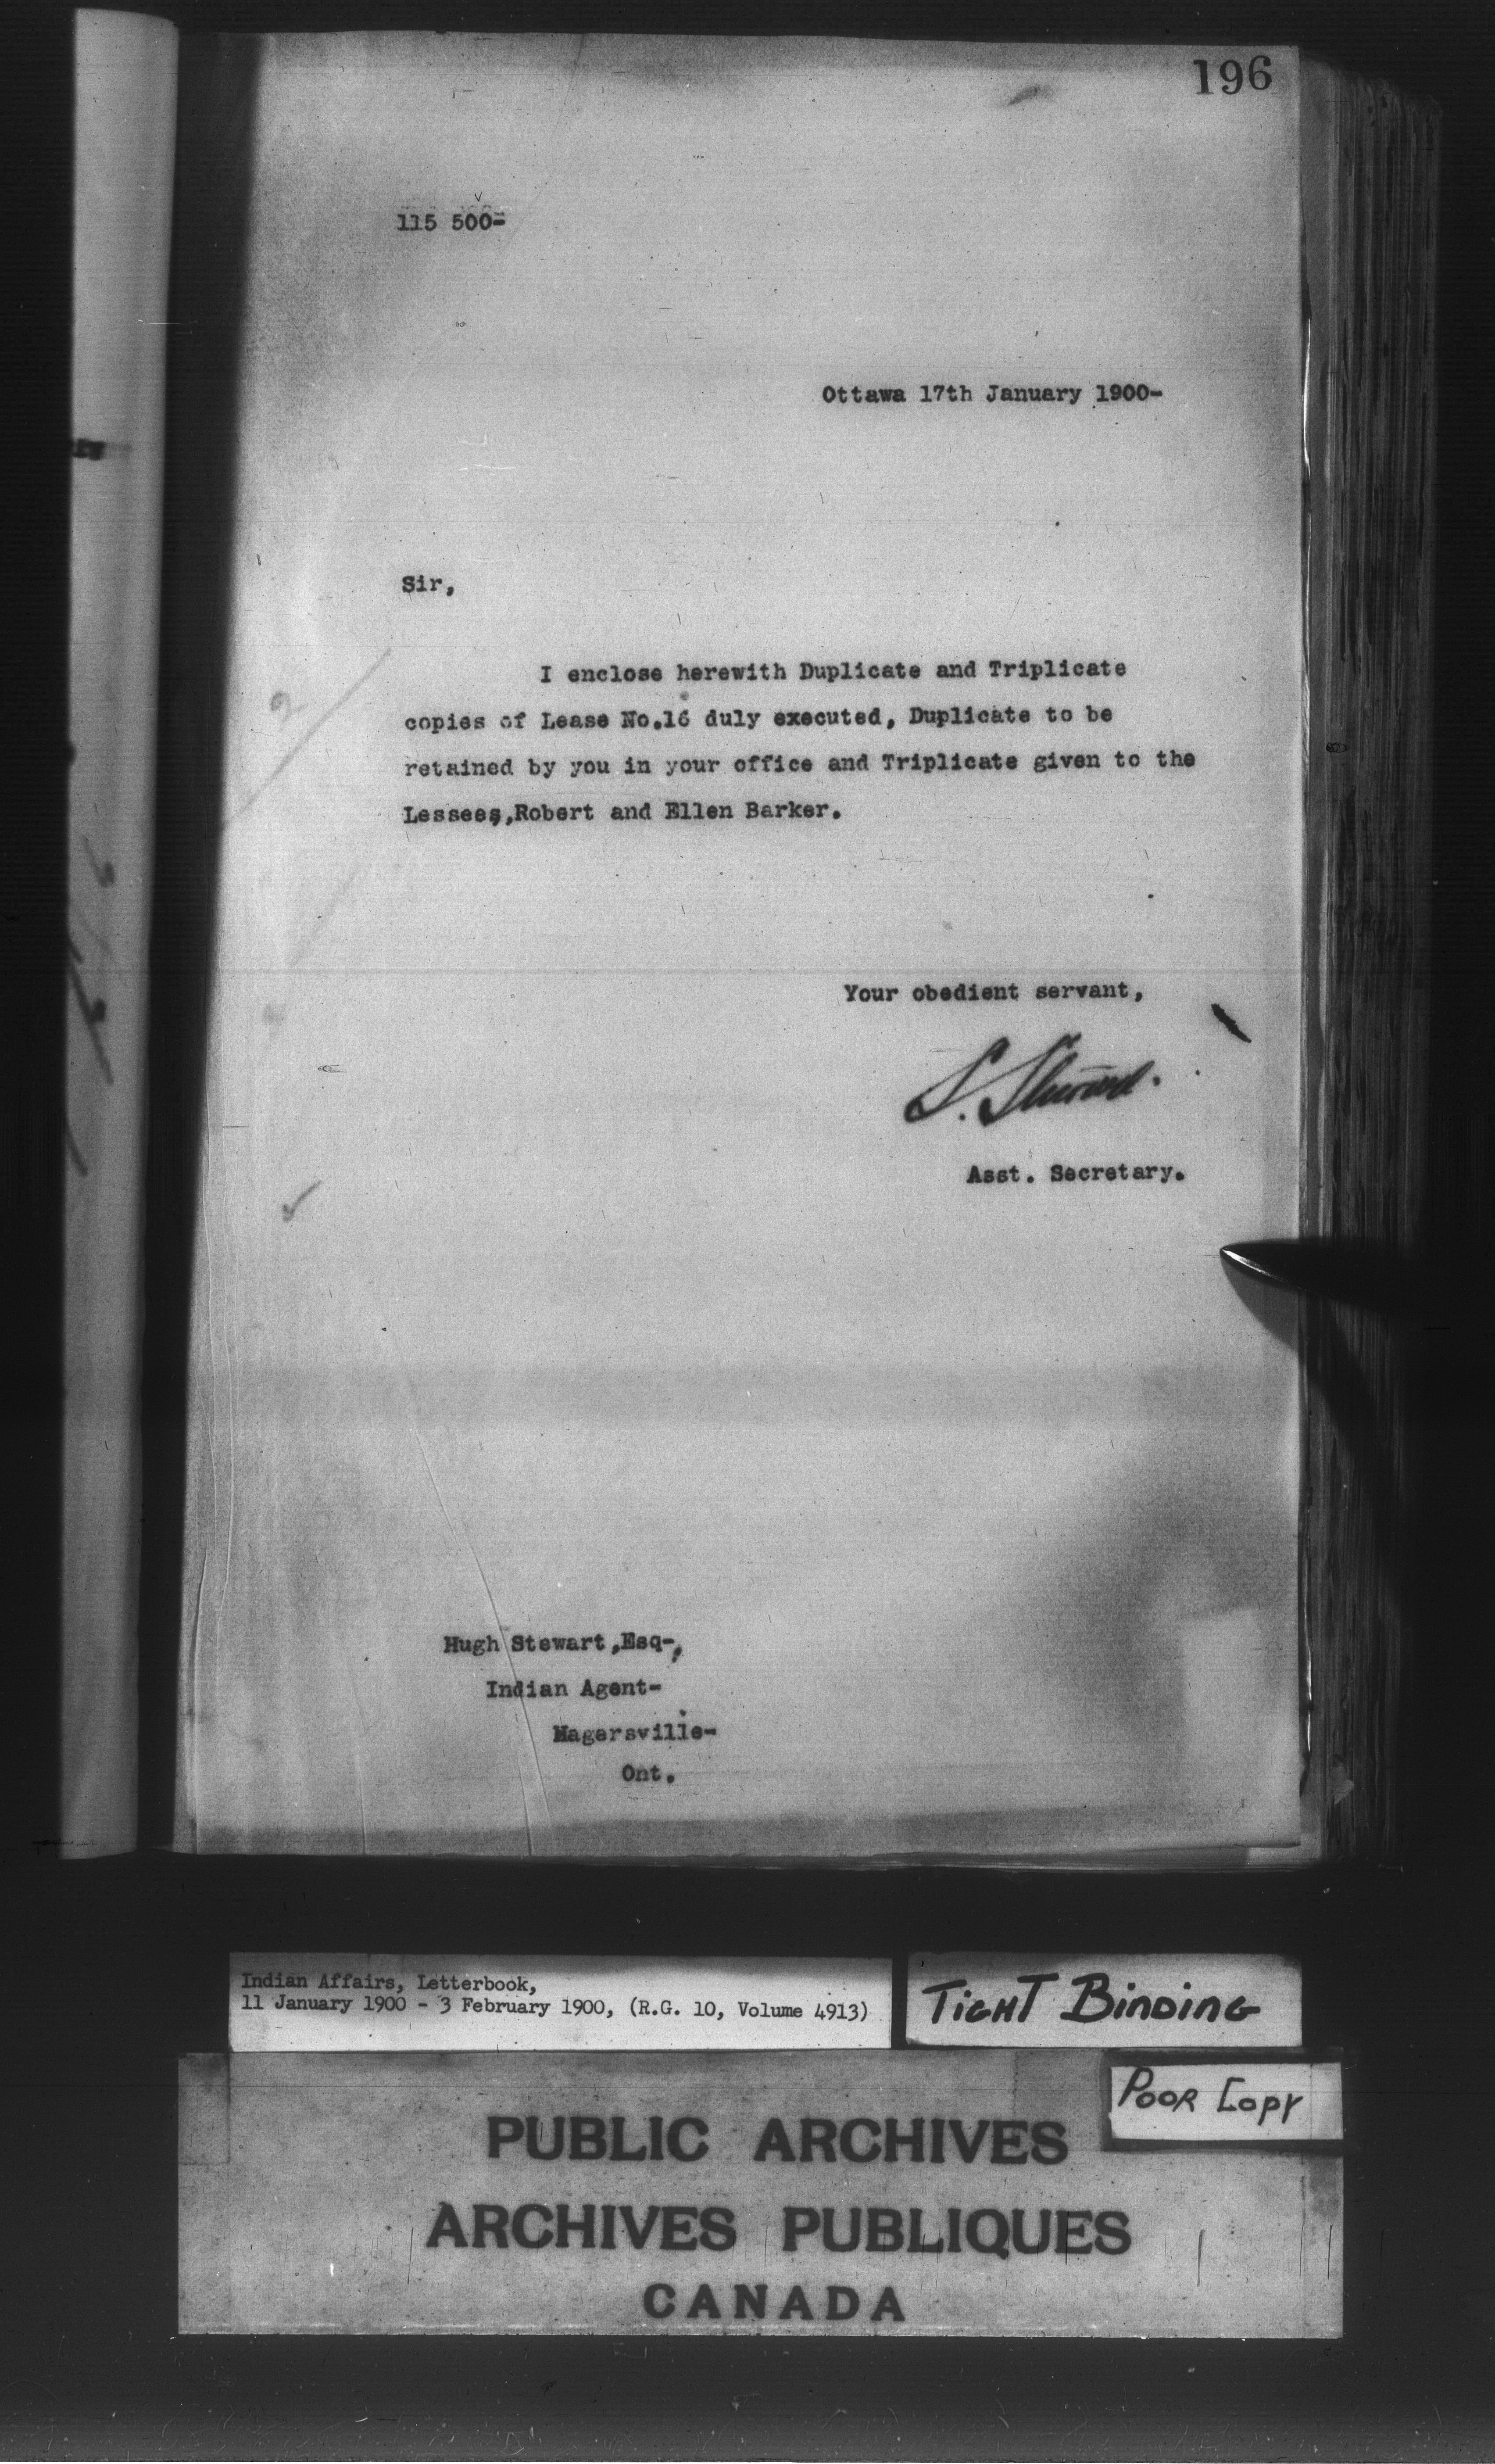 196
115 500-
Ottawa 17th January 1900-
Sir,
I enclose herewith Duplicate and Triplicate
copies of Lease No.16 duly executed, Duplicate to be
retained by you in your office and Triplicate given to the
Lessees,Robert and Ellen Barker.
Your obedient servant,
S. Stewart.
Asst. Secretary.
Hugh Stewart,Esq-,
Indian Agent-
Hagersville-
Ont.
Indian Affairs, Letterbook,
11 January 1900 - 3 February 1900, (R.G. 10, Volume 4913)
TIGHT BINDING
POOR COPY
PUBLIC ARCHIVES
ARCHIVES PUBLIQUES
CANADA